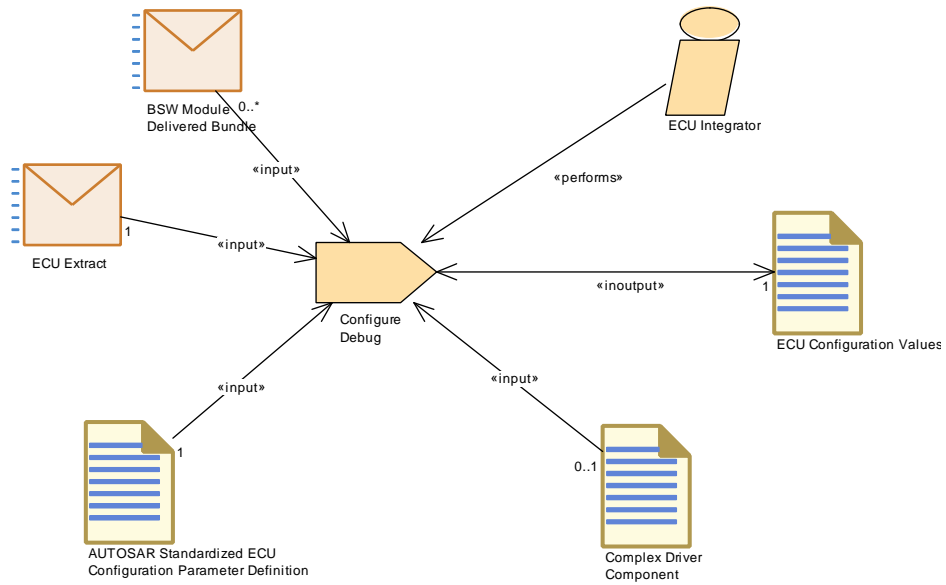 BSW Module
Delivered Bundle
0..*
ECU Integrator
«input»
«performs»
1
«input»
ECU Extract
«inoutput»
1
Configure
Debug
ECU Configuration Values
«input»
«input»
1
0..1
AUTOSAR Standardized ECU
Configuration Parameter Definition
Complex Driver
Component